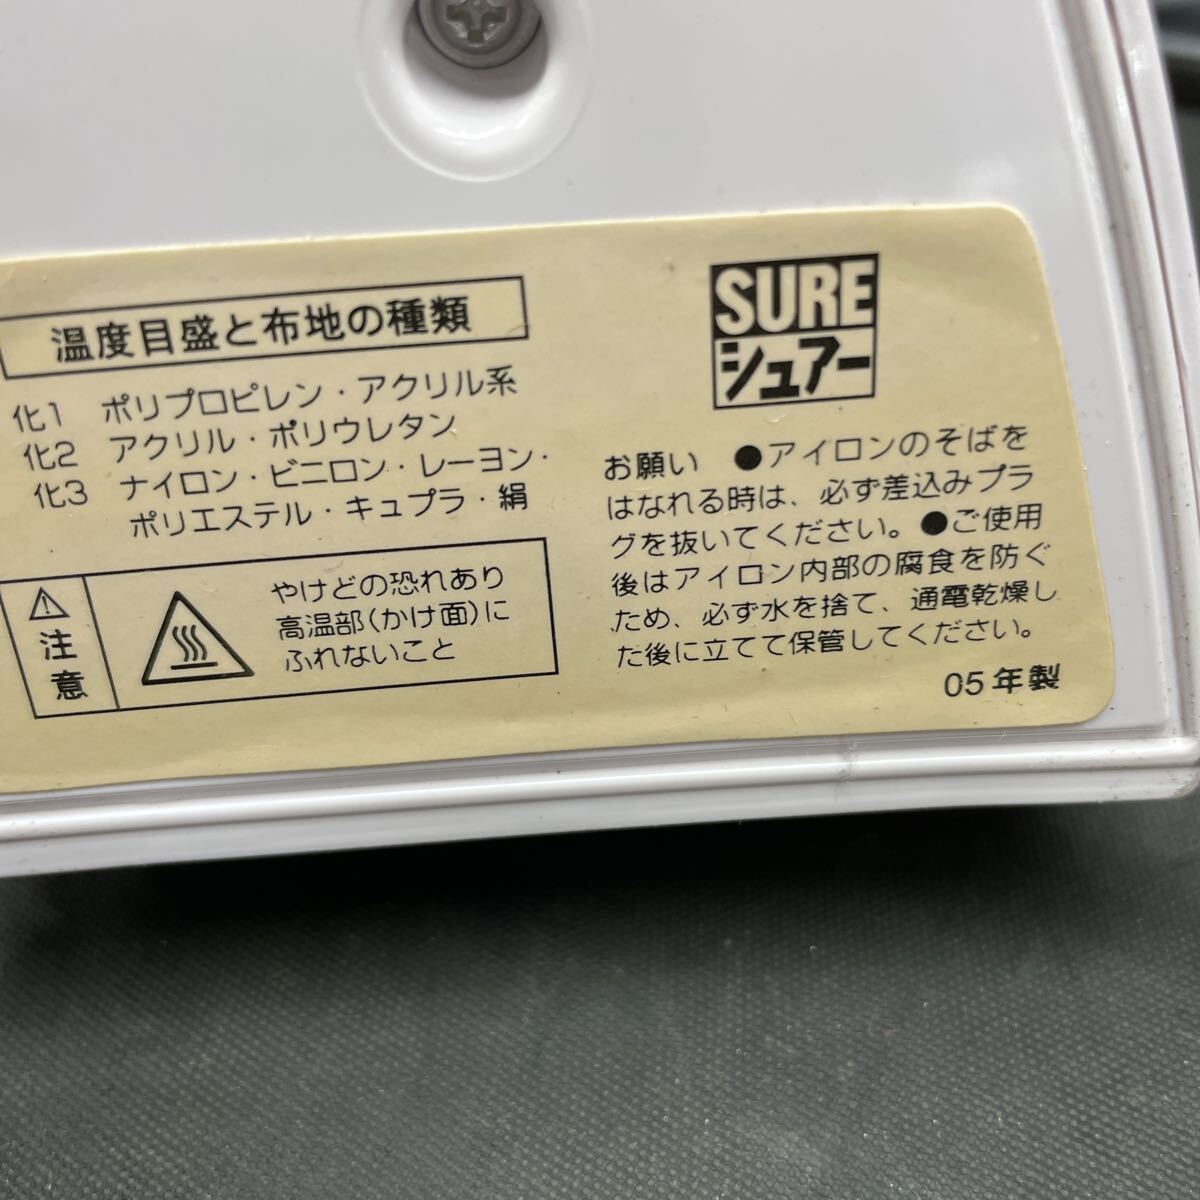 温度目盛と布地の種類
化1 ポリプロピレン・アクリル系
化2 アクリル・ポリウレタン
化3 ナイロン・ビニロン・レーヨン・
ポリエステル・キュプラ・絹
⚠
注意
やけどの恐れあり
高温部(かけ面)に
ふれないこと
SURE
シュアー
お願い ●アイロンのそばを
はなれる時は、必ず差込みプラ
グを抜いてください。●ご使用
後はアイロン内部の腐食を防ぐ
ため、必ず水を捨て、通電乾燥し
た後に立てて保管してください。
05年製